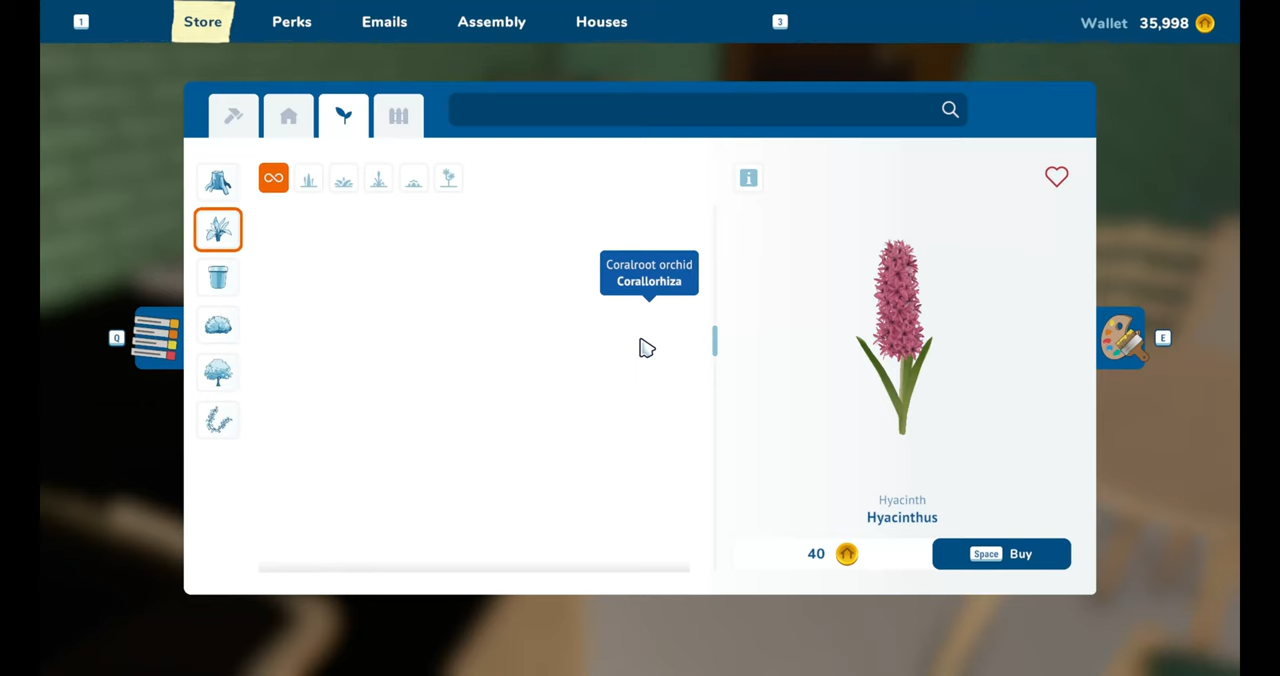 1
Store
Perks
Emails
Assembly
Houses
3
Wallet 35,998
Coralroot orchid
Corallorhiza
i
Q
E
Hyacinth
Hyacinthus
40
Space Buy